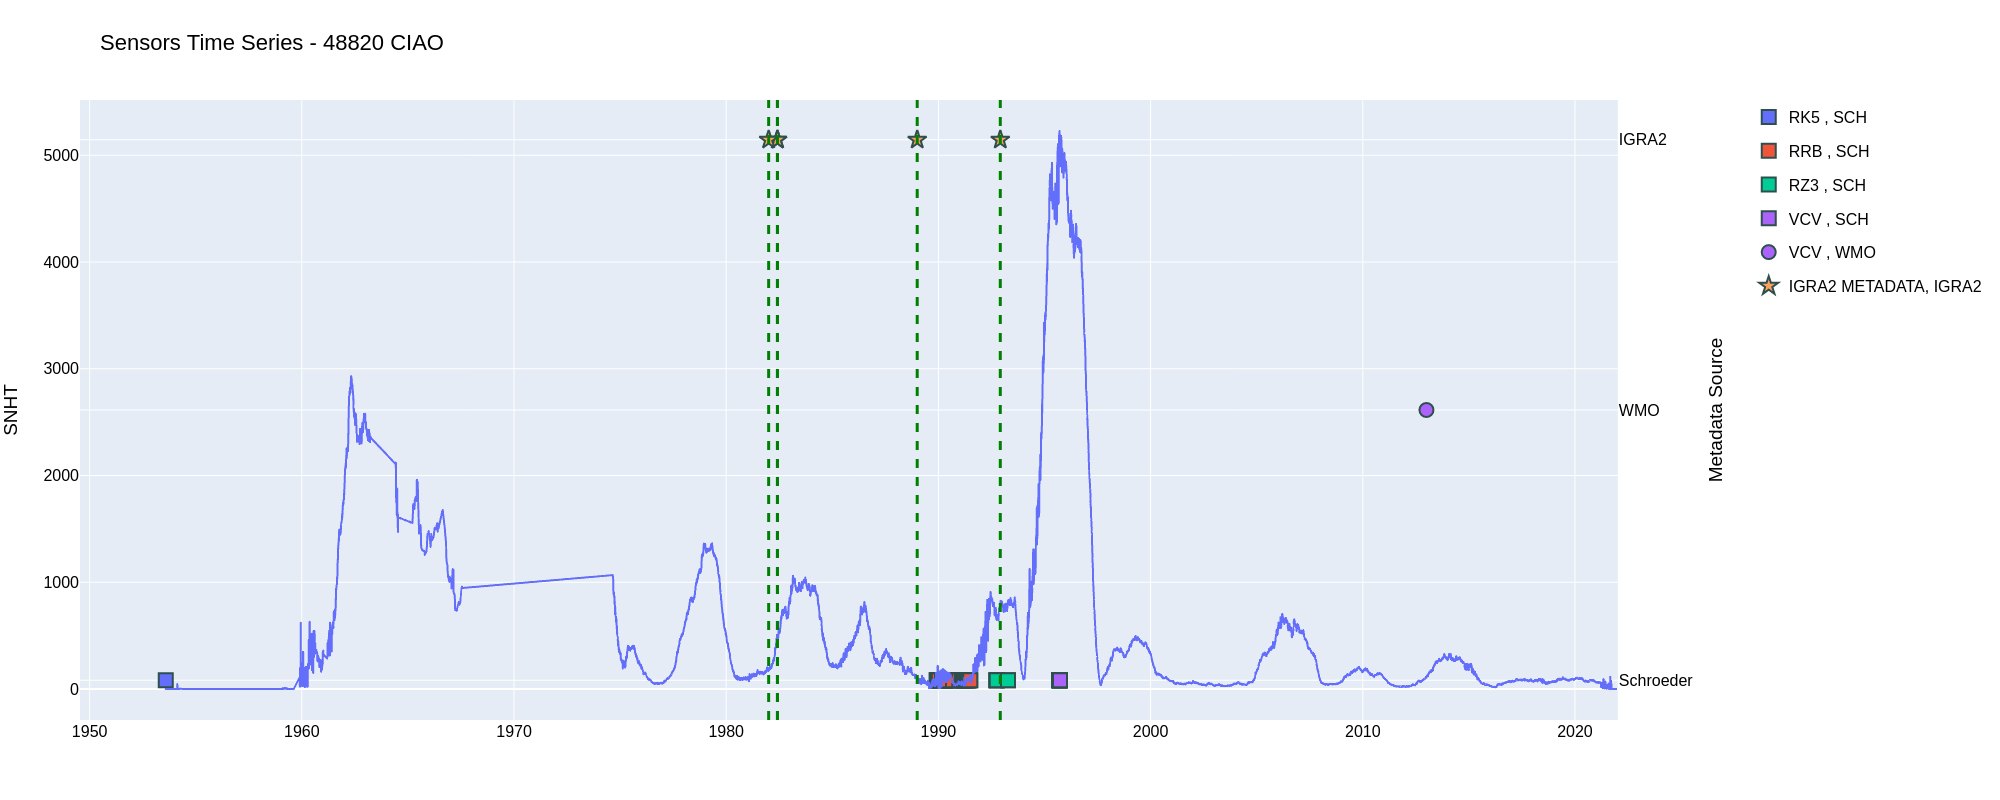 Sensors Time Series - 48820 CIAO
RK5 , SCH
RRB , SCH
RZ3 , SCH
VCV , SCH
VCV , WMO
IGRA2 METADATA, IGRA2
SNHT
5000
4000
3000
2000
1000
0
IGRA2
WMO
Schroeder
Metadata Source
1950
1960
1970
1980
1990
2000
2010
2020